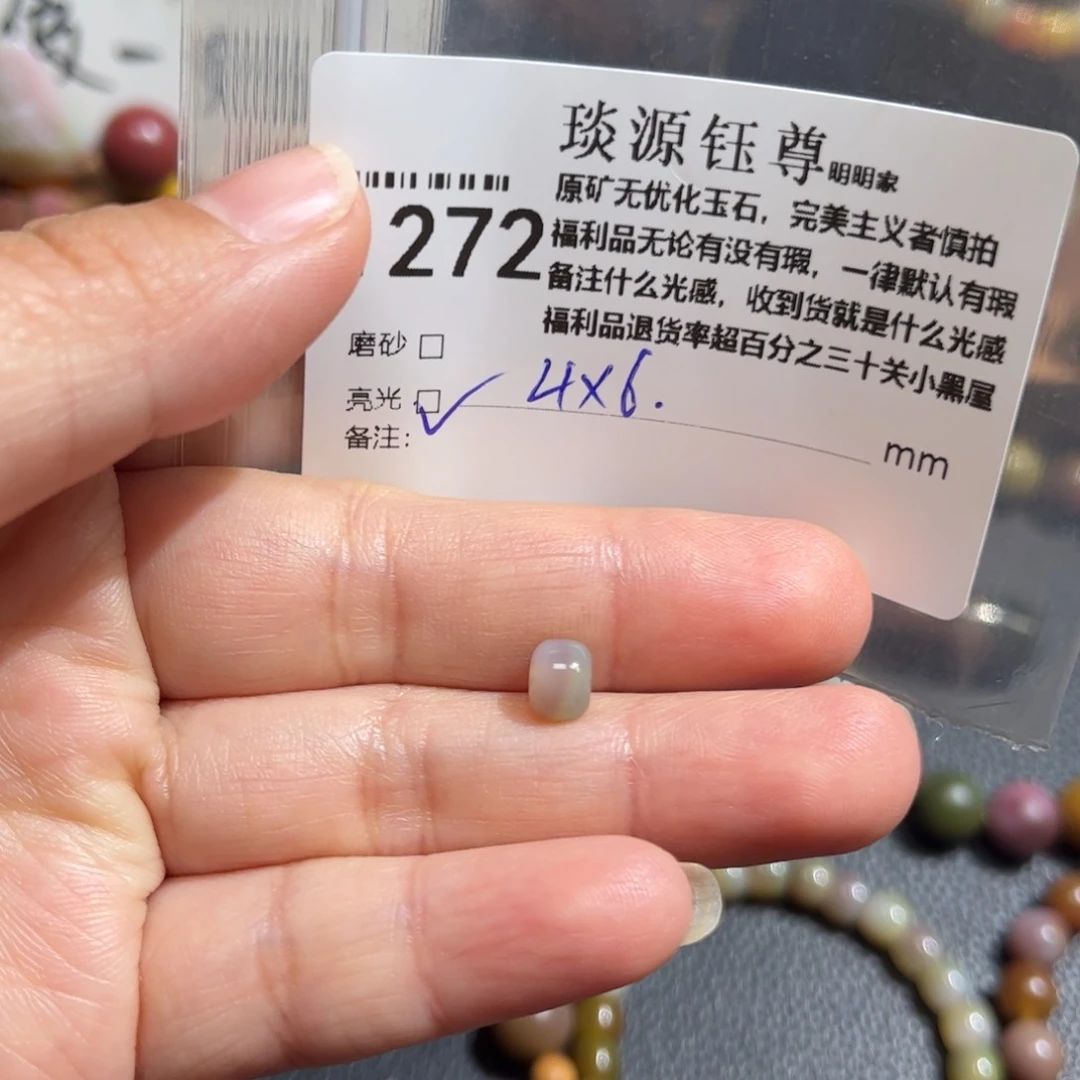 琰源钰尊明明家
原矿无优化玉石，完美主义者慎拍
福利品无论有没有瑕，一律默认有瑕
备注什么光感，收到货就是什么光感
福利品退货率超百分之三十关小黑屋
272
磨砂 □
亮光 □✓ 4×6. mm
备注：